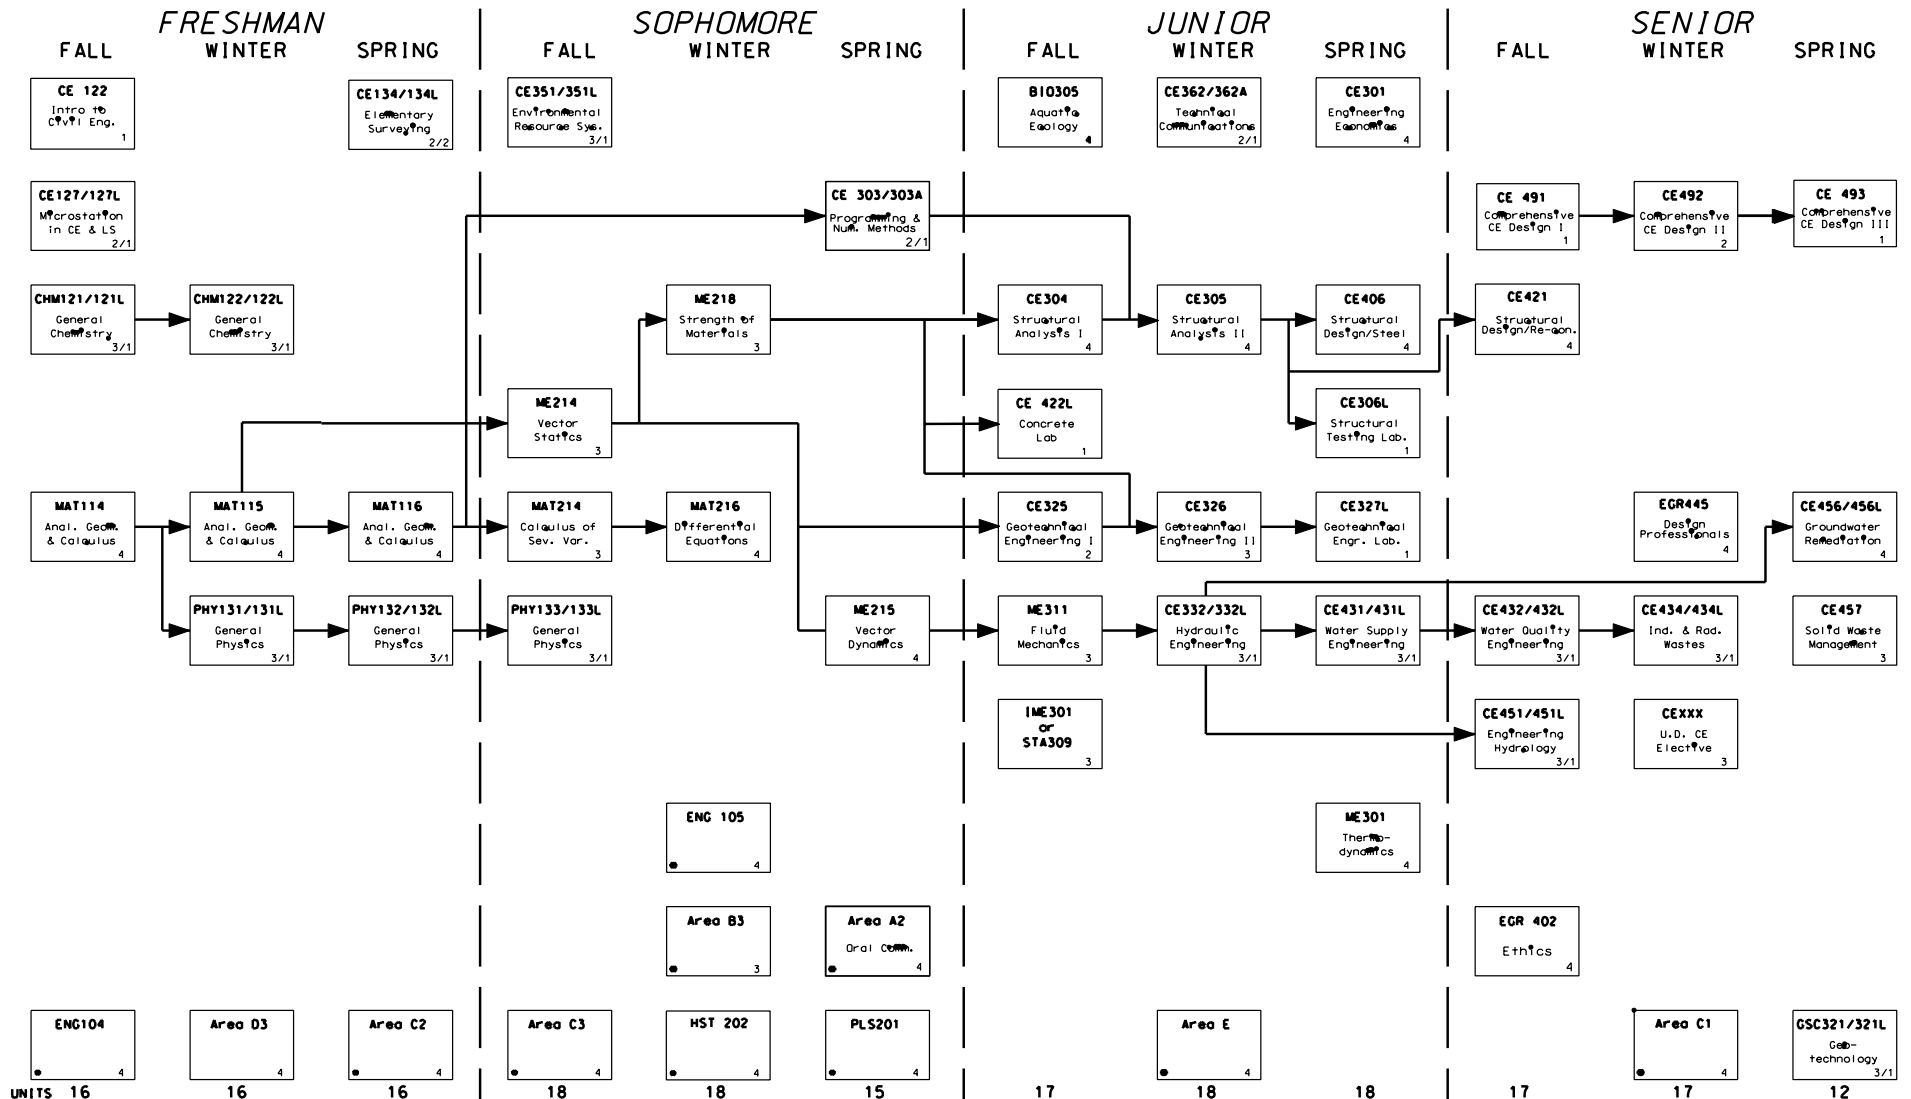 FRESHMAN
SOPHOMORE
JUNIOR
SENIOR
FALL
WINTER
SPRING
FALL
WINTER
SPRING
FALL
WINTER
SPRING
FALL
WINTER
SPRING
CE 122
Intro to
Civil Eng.
1
CE134/134L
Elementary
Surveying
2/2
CE351/351L
Environmental
Resource Sys.
3/1
BIO305
Aquatic
Ecology
4
CE362/362A
Technical
Communications
2/1
CE301
Engineering
Economics
4
CE127/127L
Microstation
in CE & LS
2/1
CE 303/303A
Programming &
Num. Methods
2/1
CE 491
Comprehensive
CE Design I
1
CE492
Comprehensive
CE Design II
2
CE 493
Comprehensive
CE Design III
1
CHM121/121L
General
Chemistry
3/1
CHM122/122L
General
Chemistry
3/1
ME218
Strength of
Materials
3
CE304
Structural
Analysis I
4
CE305
Structural
Analysis II
4
CE406
Structural
Design/Steel
4
CE421
Structural
Design/Re-con.
4
ME214
Vector
Statics
3
CE 422L
Concrete
Lab
1
CE306L
Structural
Testing Lab.
1
MAT114
Anal. Geom.
& Calculus
4
MAT115
Anal. Geom.
& Calculus
4
MAT116
Anal. Geom.
& Calculus
4
MAT214
Calculus of
Sev. Var.
3
MAT216
Differential
Equations
4
CE325
Geotechnical
Engineering I
2
CE326
Geotechnical
Engineering II
3
CE327L
Geotechnical
Engr. Lab.
1
EGR445
Design
Professionals
4
CE456/456L
Groundwater
Remediation
4
PHY131/131L
General
Physics
3/1
PHY132/132L
General
Physics
3/1
PHY133/133L
General
Physics
3/1
ME215
Vector
Dynamics
4
ME311
Fluid
Mechanics
3
CE332/332L
Hydraulic
Engineering
3/1
CE431/431L
Water Supply
Engineering
3/1
CE432/432L
Water Quality
Engineering
3/1
CE434/434L
Ind. & Rad.
Wastes
3/1
CE457
Solid Waste
Management
3
IME301
or
STA309
3
CE451/451L
Engineering
Hydrology
3/1
CEXXX
U.D. CE
Elective
3
ENG 105
4
ME301
Thermo-
dynamics
4
Area B3
3
Area A2
Oral Comm.
4
EGR 402
Ethics
4
ENG104
4
Area D3
4
Area C2
4
Area C3
4
HST 202
4
PLS201
4
Area E
4
Area C1
4
GSC321/321L
Geo-
technology
3/1
UNITS 16
16
16
18
18
15
17
18
18
17
17
12